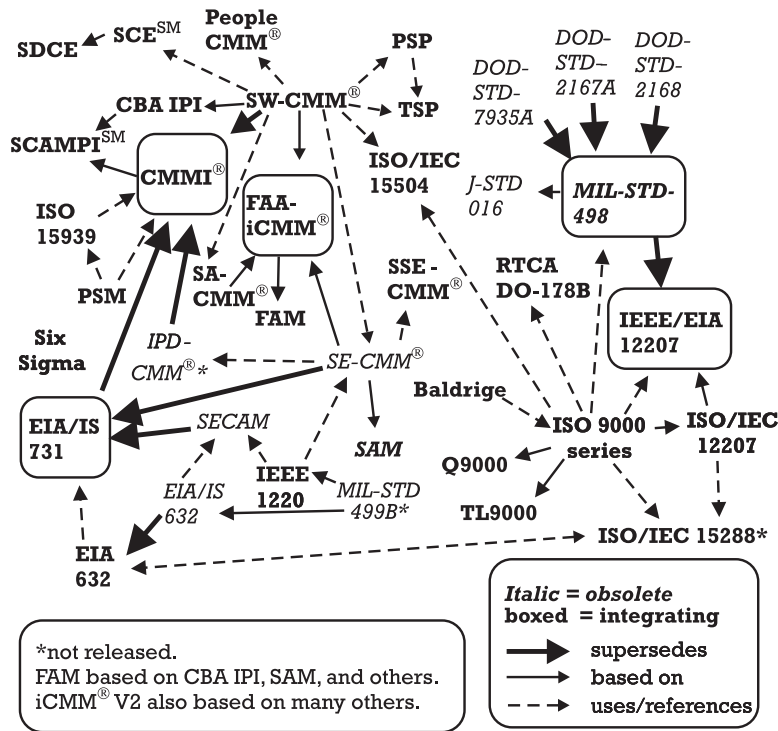 People
CMM®
SCE℠
SDCE
PSP
CBA IPI
SW-CMM®
TSP
SCAMPI℠
CMMI®
FAA-
iCMM®
ISO/IEC
15504
DOD-
STD-
7935A
DOD-
STD-
2167A
DOD-
STD-
2168
J-STD
016
MIL-STD-
498
ISO
15939
PSM
SA-
CMM®
FAM
SSE-
CMM®
RTCA
DO-178B
IEEE/EIA
12207
Six
Sigma
IPD-
CMM®*
SE-CMM®
Baldrige
EIA/IS
731
SECAM
SAM
ISO 9000
series
ISO/IEC
12207
Q9000
TL9000
IEEE
1220
EIA/IS
632
MIL-STD
499B*
EIA
632
ISO/IEC 15288*
Italic = obsolete
boxed = integrating
supersedes
based on
uses/references
*not released.
FAM based on CBA IPI, SAM, and others.
iCMM® V2 also based on many others.